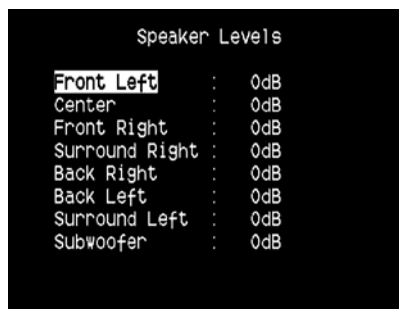 Speaker Levels
Front Left : 0dB
Center : 0dB
Front Right : 0dB
Surround Right : 0dB
Back Right : 0dB
Back Left : 0dB
Surround Left : 0dB
Subwoofer : 0dB